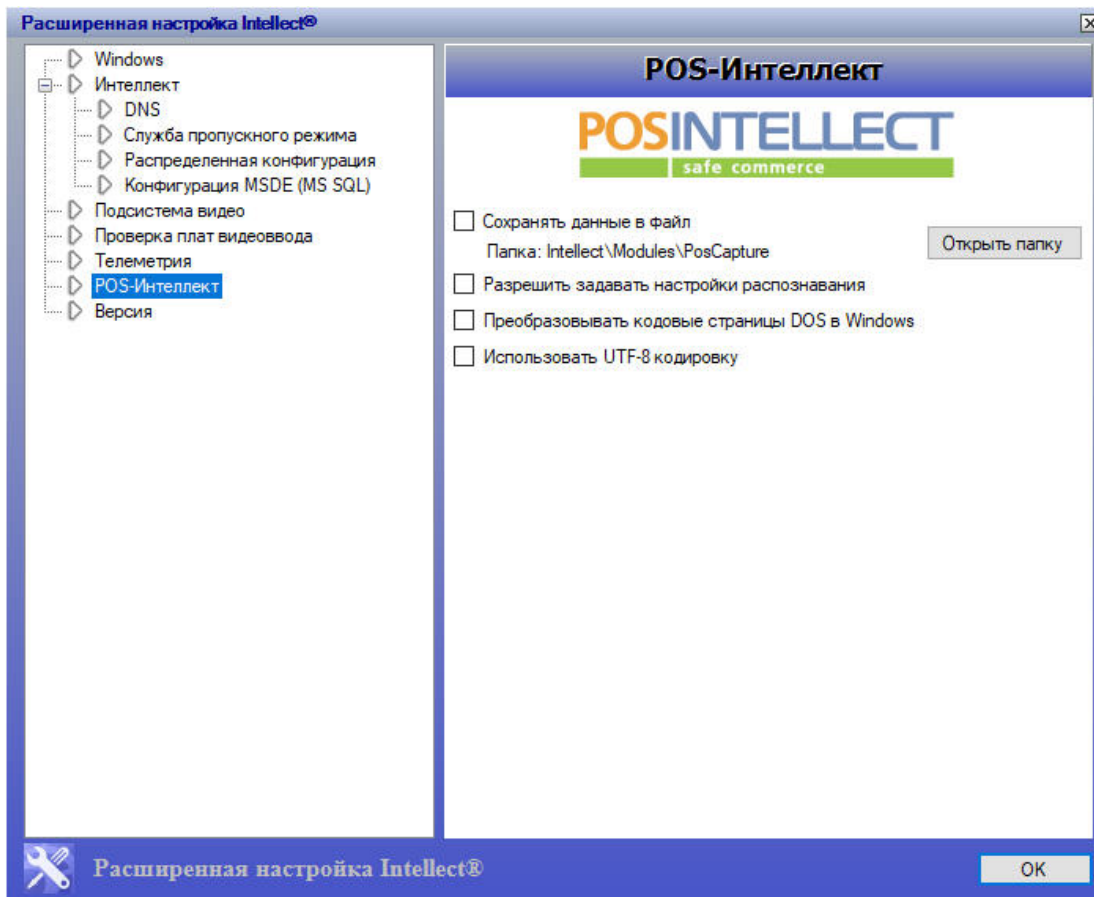 Расширенная настройка Intellect®
Windows
Интеллект
DNS
Служба пропускного режима
Распределенная конфигурация
Конфигурация MSDE (MS SQL)
Подсистема видео
Проверка плат видеоввода
Телеметрия
POS-Интеллект
Версия
POS-Интеллект
POSINTELLECT
safe commerce
Сохранять данные в файл
Папка: Intellect\Modules\PosCapture
Открыть папку
Разрешить задавать настройки распознавания
Преобразовывать кодовые страницы DOS в Windows
Использовать UTF-8 кодировку
Расширенная настройка Intellect®
OK